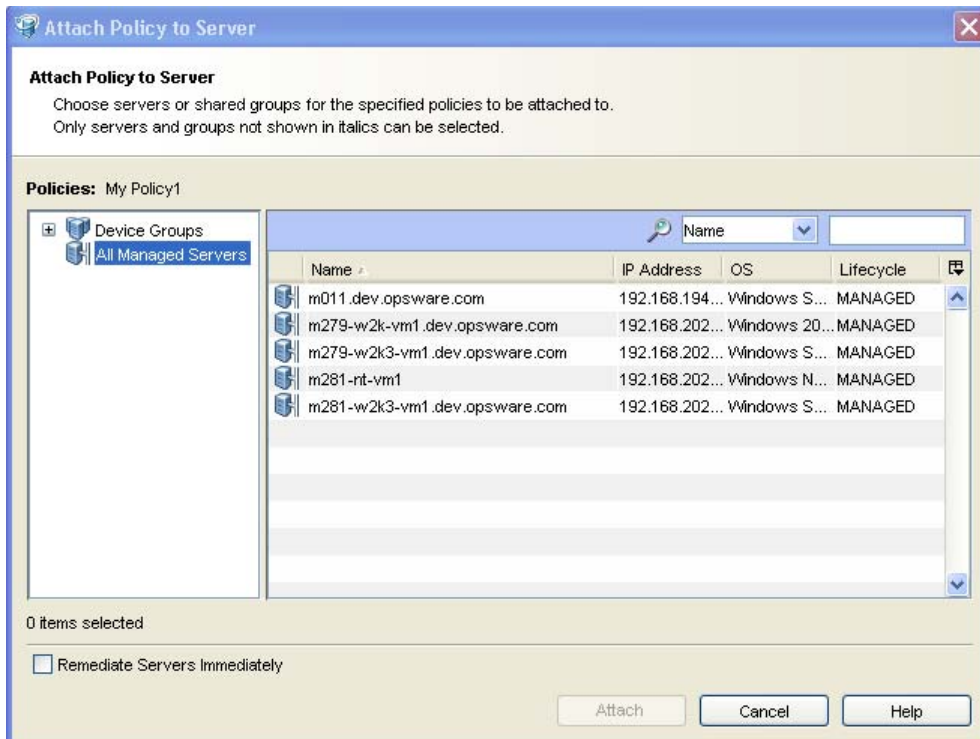 Attach Policy to Server
Attach Policy to Server
Choose servers or shared groups for the specified policies to be attached to.
Only servers and groups not shown in italics can be selected.
Policies: My Policy1
Device Groups
All Managed Servers
Name
Name IP Address OS Lifecycle
m011.dev.opsware.com 192.168.194... Windows S... MANAGED
m279-w2k-vm1.dev.opsware.com 192.168.202... Windows 20... MANAGED
m279-w2k3-vm1.dev.opsware.com 192.168.202... Windows S... MANAGED
m281-nt-vm1 192.168.202... Windows N... MANAGED
m281-w2k3-vm1.dev.opsware.com 192.168.202... Windows S... MANAGED
0 items selected
Remediate Servers Immediately
Attach Cancel Help